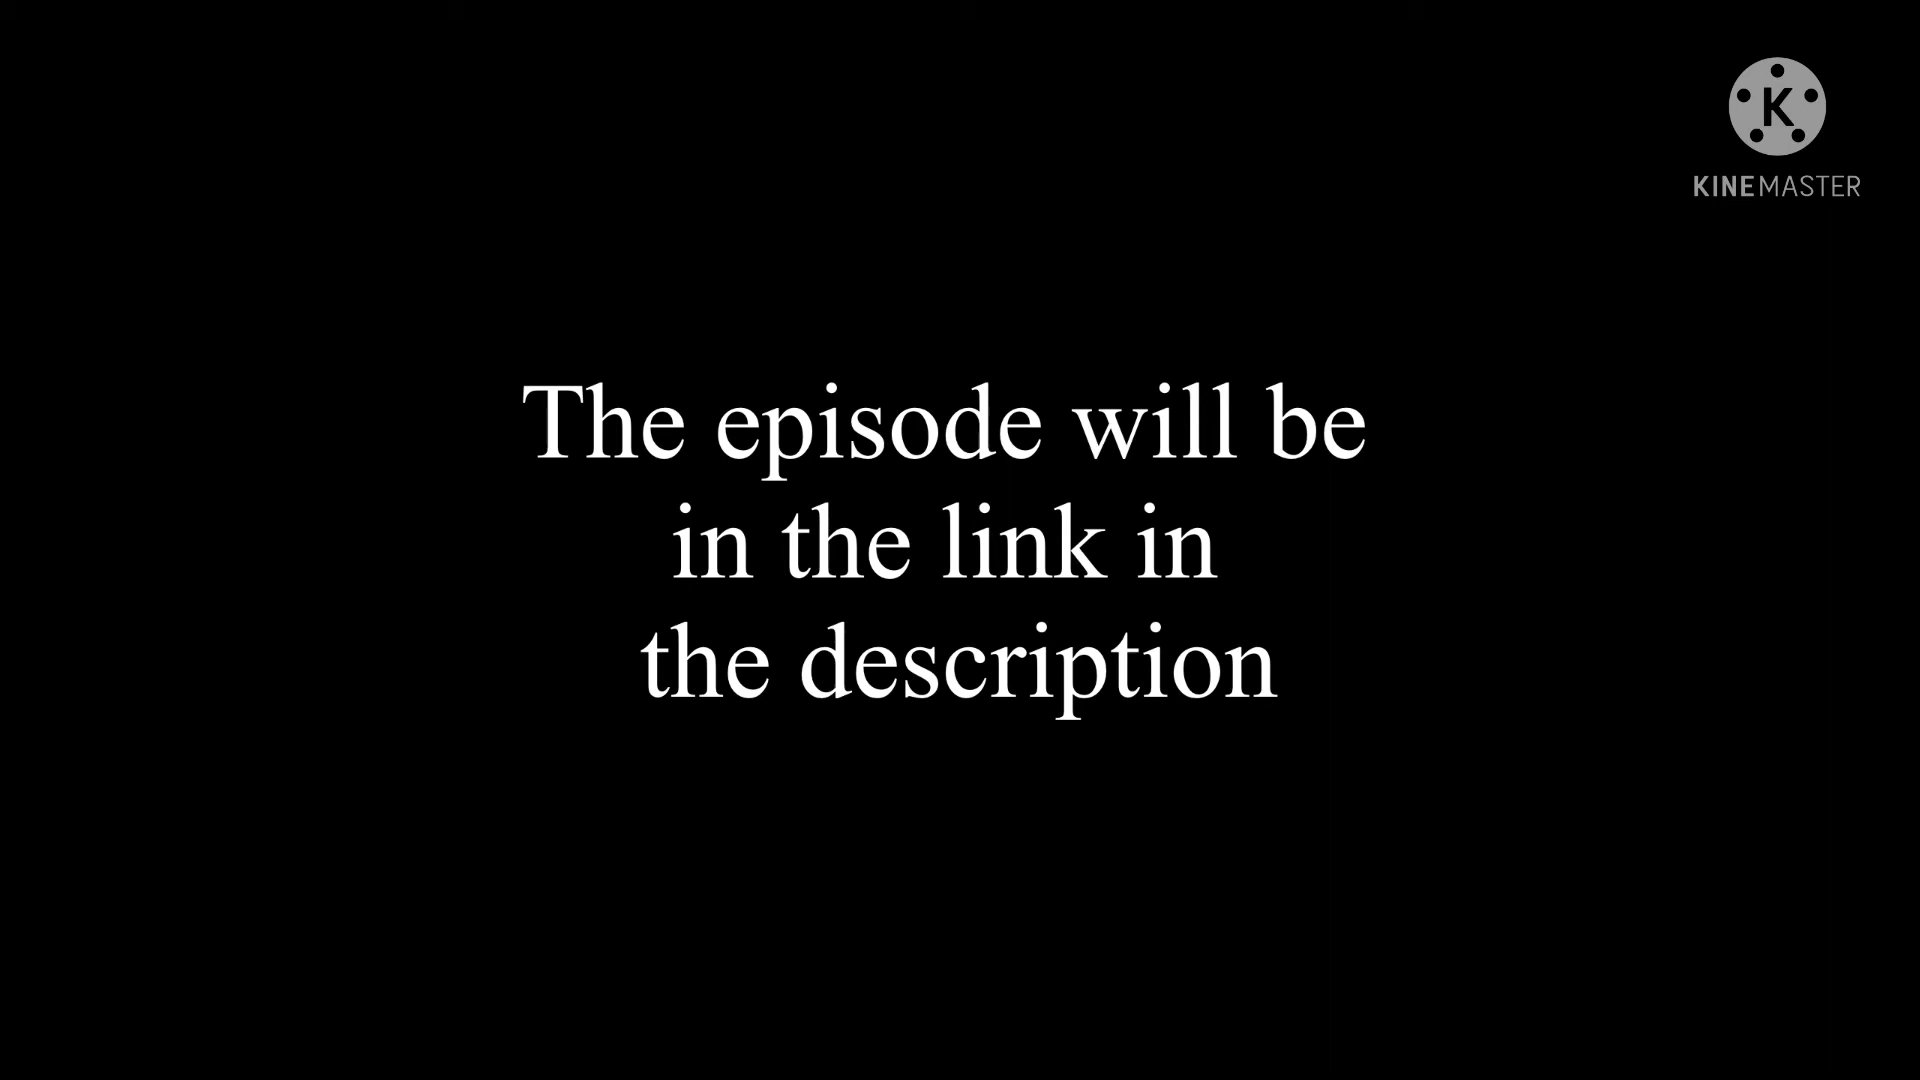 K
KINEMASTER
The episode will be
in the link in
the description